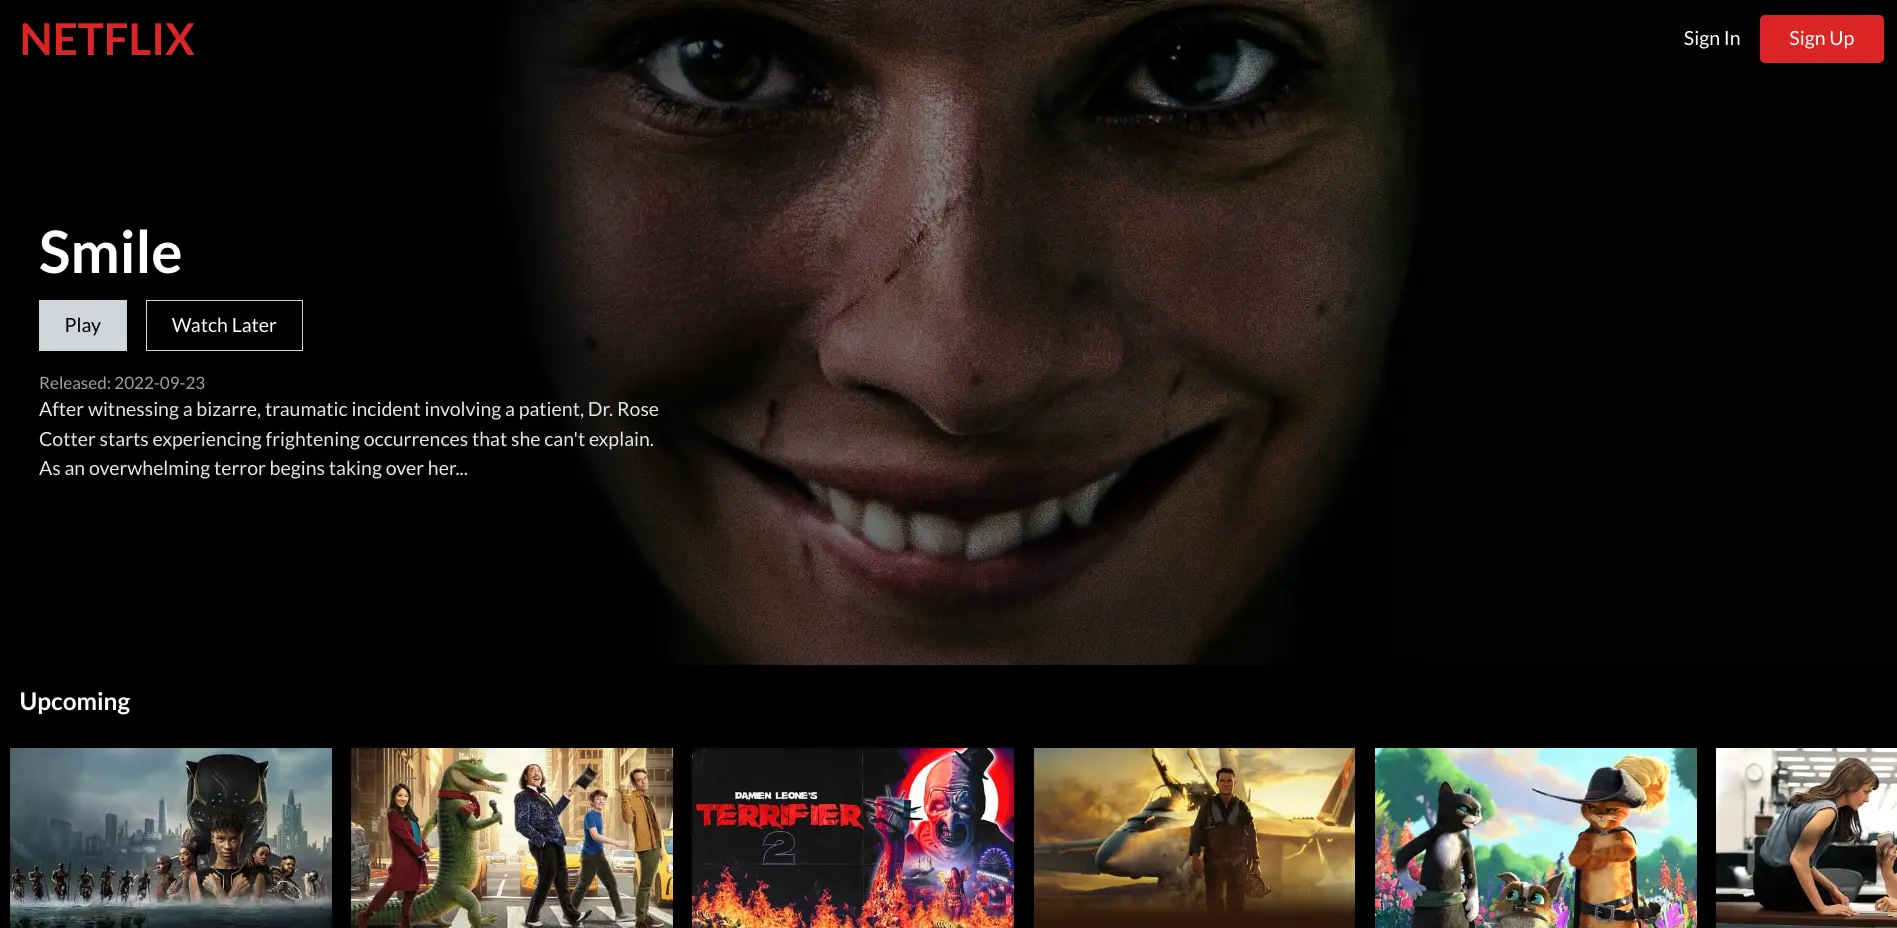 NETFLIX
Sign In
Sign Up
Smile
Play
Watch Later
Released: 2022-09-23
After witnessing a bizarre, traumatic incident involving a patient, Dr. Rose
Cotter starts experiencing frightening occurrences that she can't explain.
As an overwhelming terror begins taking over her...
Upcoming
DAMIEN LEONE'S
TERRIFIER
2